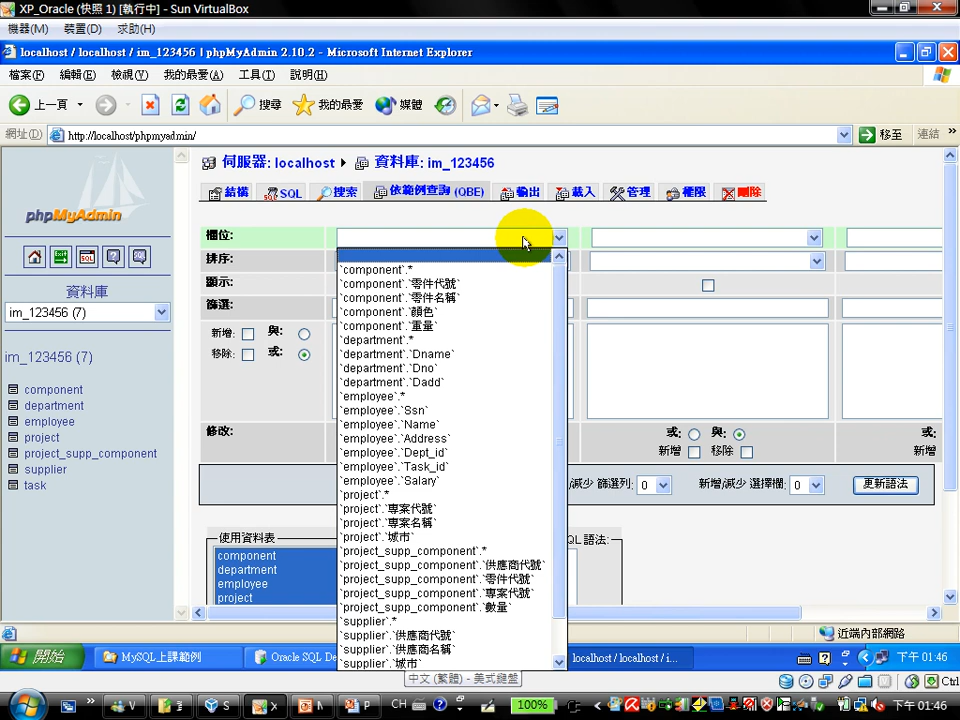 XP_Oracle (快照 1) [執行中] - Sun VirtualBox
機器(M) 裝置(D) 求助(H)
localhost / localhost / im_123456 | phpMyAdmin 2.10.2 - Microsoft Internet Explorer
檔案(F) 編輯(E) 檢視(V) 我的最愛(A) 工具(T) 說明(H)
上一頁 搜尋 我的最愛 媒體
網址(D) http://localhost/phpmyadmin/ 移至 連結 »
伺服器: localhost 資料庫: im_123456
phpMyAdmin
結構 SQL 搜索 依範例查詢 (QBE) 輸出 載入 管理 權限 刪除
資料庫
im_123456 (7)
im_123456 (7)
component
department
employee
project
project_supp_component
supplier
task
欄位:
排序:
顯示:
篩選:
新增: 與:
移除: 或:
修改:
或: 與:
新增 移除
或:
新增
`component`.*
`component`.`零件代號`
`component`.`零件名稱`
`component`.`顏色`
`component`.`重量`
`department`.*
`department`.`Dname`
`department`.`Dno`
`department`.`Dadd`
`employee`.*
`employee`.`Ssn`
`employee`.`Name`
`employee`.`Address`
`employee`.`Dept_id`
`employee`.`Task_id`
`employee`.`Salary`
`project`.*
`project`.`專案代號`
`project`.`專案名稱`
`project`.`城市`
`project_supp_component`.*
`project_supp_component`.`供應商代號`
`project_supp_component`.`零件代號`
`project_supp_component`.`專案代號`
`project_supp_component`.`數量`
`supplier`.*
`supplier`.`供應商代號`
`supplier`.`供應商名稱`
`supplier`.`城市`
/減少 篩選列: 0 新增/減少 選擇欄: 0 更新語法
使用資料表
component
department
employee
project
QL 語法:
近端內部網路
開始 MySQL上課範例 Oracle SQL De localhost / localhost / i... 下午 01:46
中文 (繁體) - 美式鍵盤
Ctrl
CH 100% 下午 01:46